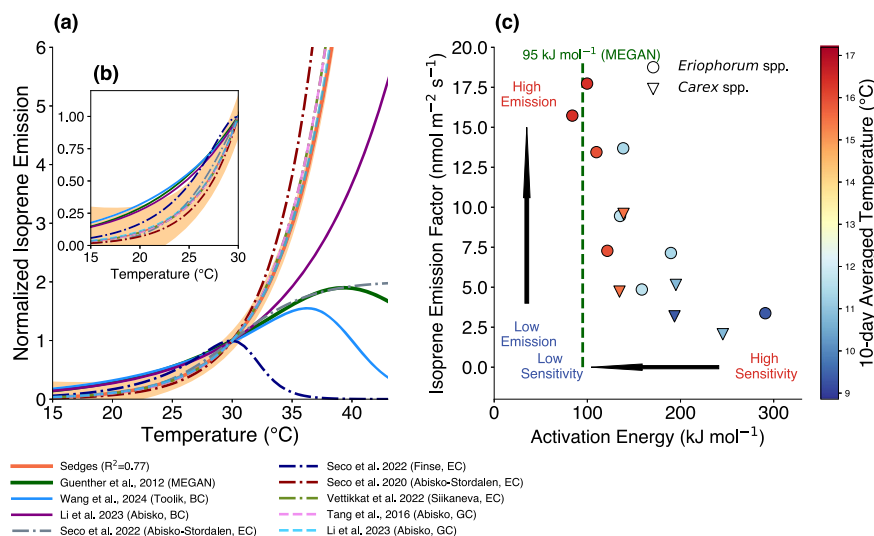 (a)
(b)
(c)
6
5
4
3
2
1
0
Normalized Isoprene Emission
15
20
25
30
35
40
Temperature (°C)
1.00
0.75
0.50
0.25
0.00
15
20
25
30
Temperature (°C)
20.0
17.5
15.0
12.5
10.0
7.5
5.0
2.5
0.0
Isoprene Emission Factor (nmol m⁻² s⁻¹)
95 kJ mol⁻¹ (MEGAN)
Eriophorum spp.
Carex spp.
High
Emission
Low
Emission
Low
Sensitivity
High
Sensitivity
0
100
200
300
Activation Energy (kJ mol⁻¹)
17
16
15
14
13
12
11
10
9
10-day Averaged Temperature (°C)
Sedges (R²=0.77)
Guenther et al., 2012 (MEGAN)
Wang et al., 2024 (Toolik, BC)
Li et al. 2023 (Abisko, BC)
Seco et al. 2022 (Abisko-Stordalen, EC)
Seco et al. 2022 (Finse, EC)
Seco et al. 2020 (Abisko-Stordalen, EC)
Vettikkat et al. 2022 (Siikaneva, EC)
Tang et al., 2016 (Abisko, GC)
Li et al. 2023 (Abisko, GC)